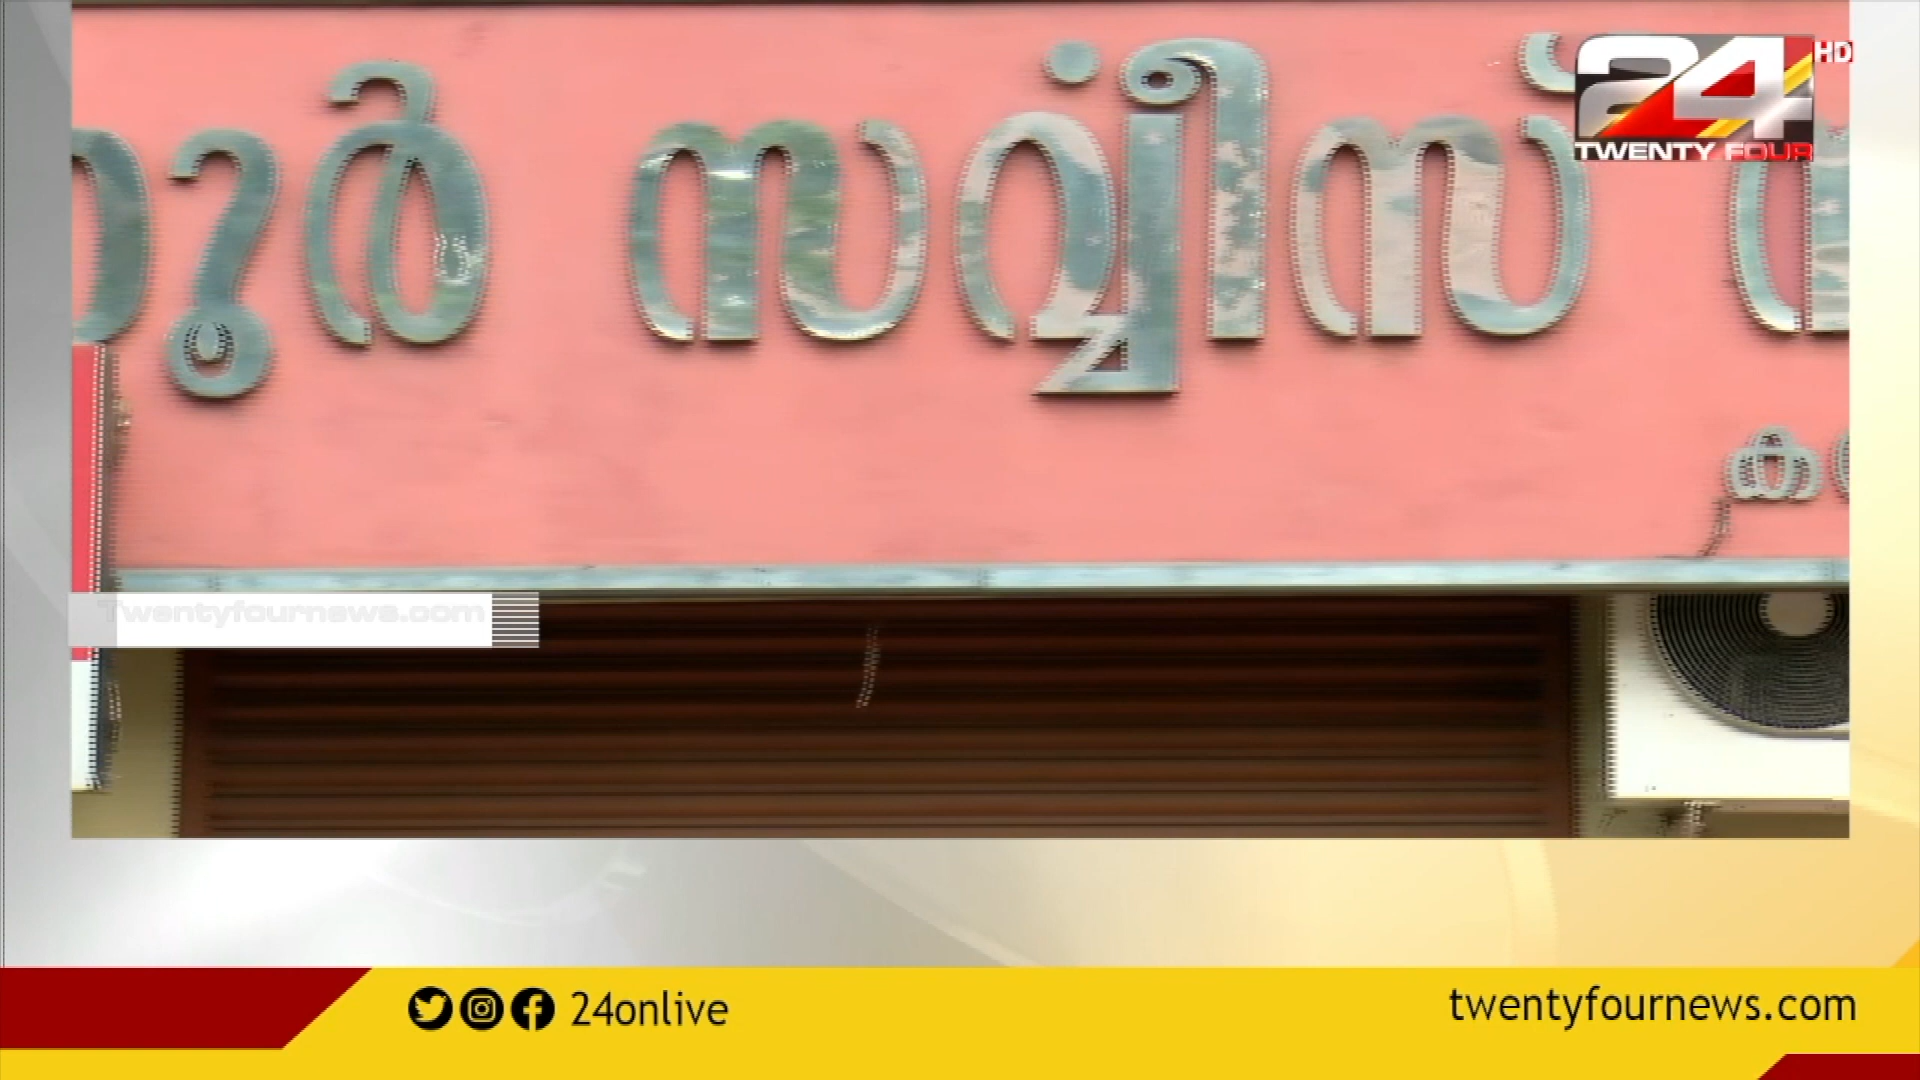 ൂർ സർവ്വീസ്
24 HD
TWENTY FOUR
Twentyfournews.com
24onlive
twentyfournews.com